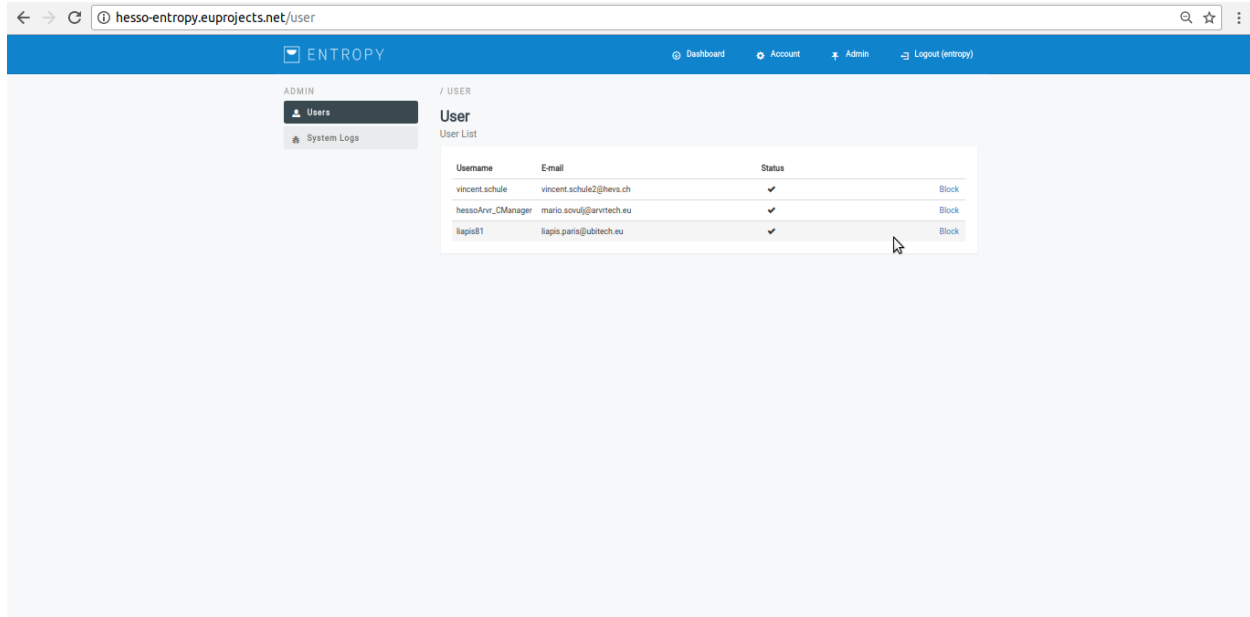 hesso-entropy.euprojects.net/user
ENTROPY
Dashboard Account Admin Logout (entropy)
ADMIN
Users
System Logs
/ USER
User
User List
Username E-mail Status
vincent.schule vincent.schule2@hevs.ch Block
hessoArvr_CManager mario.sovulj@arvrtech.eu Block
liapis81 liapis.paris@ubitech.eu Block